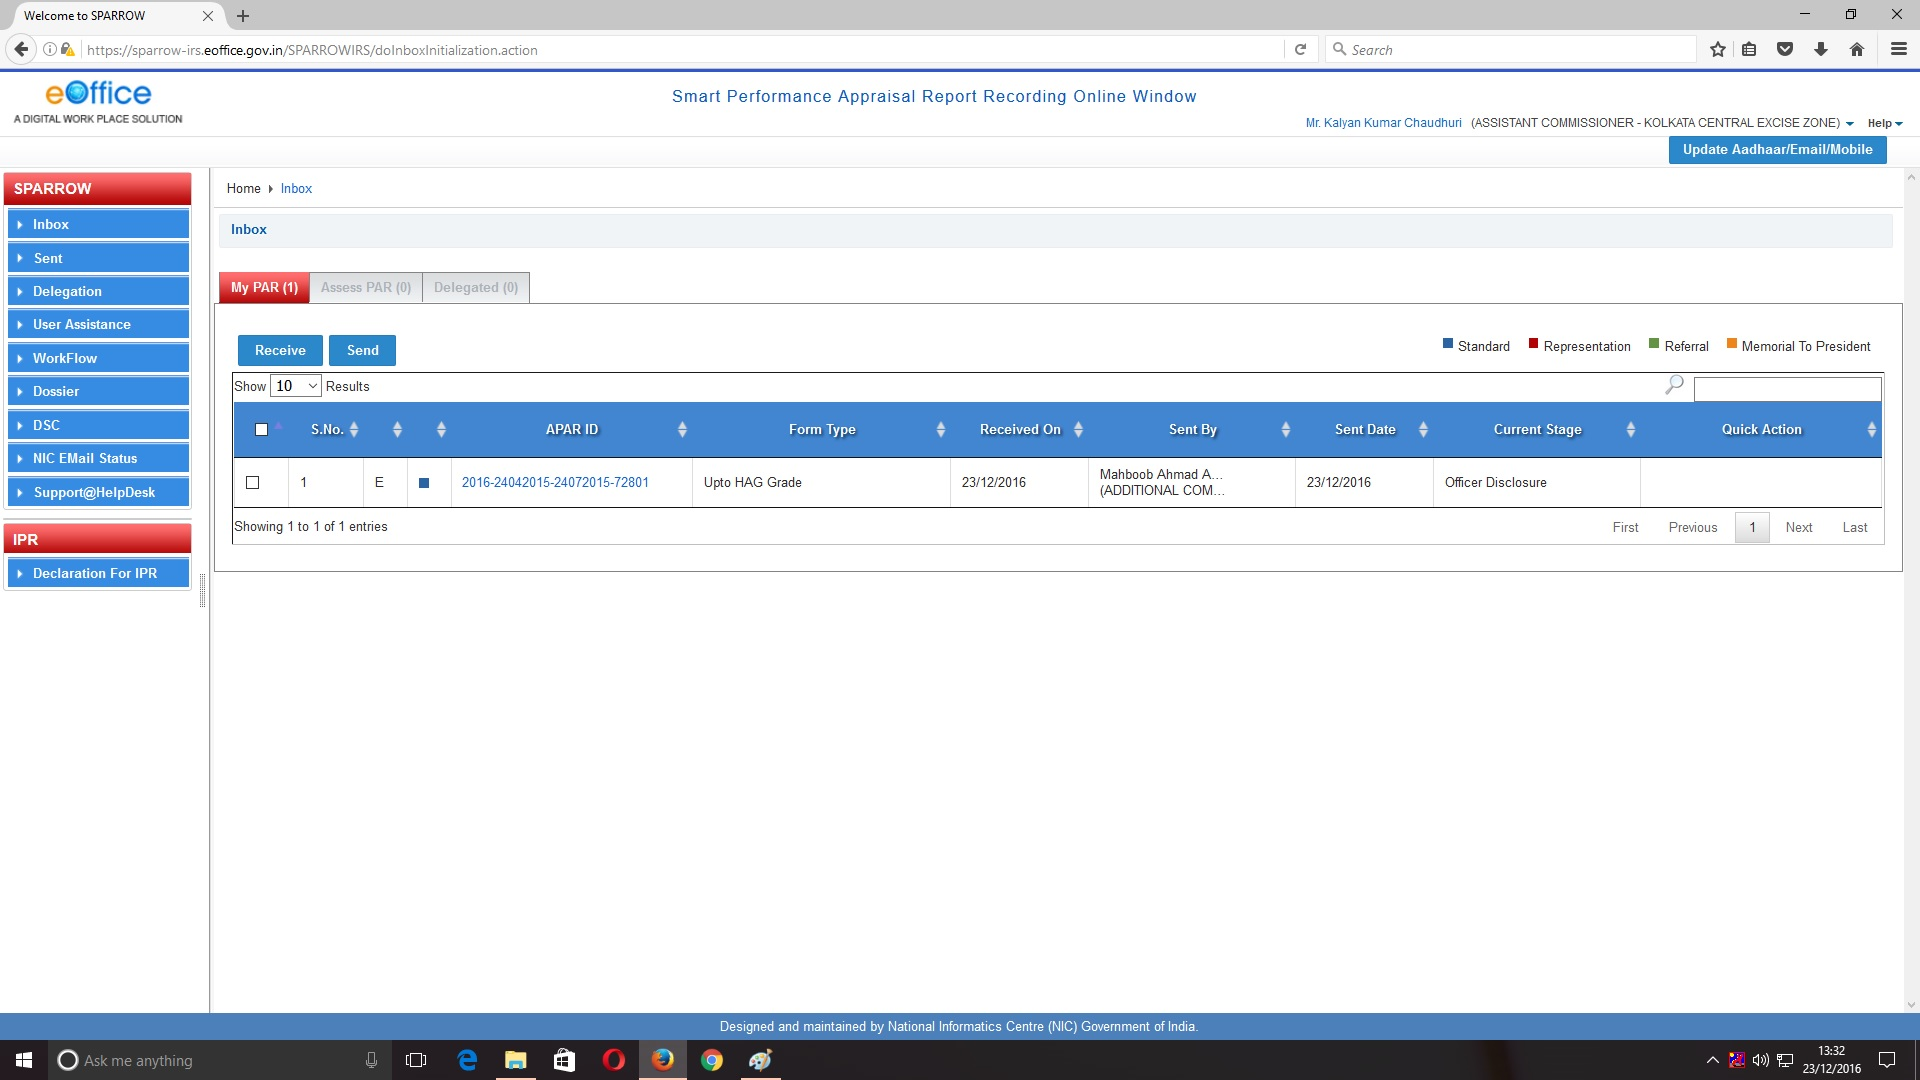 Welcome to SPARROW
https://sparrow-irs.eoffice.gov.in/SPARROWIRS/doInboxInitialization.action
Search
eOffice
A DIGITAL WORK PLACE SOLUTION
Smart Performance Appraisal Report Recording Online Window
Mr. Kalyan Kumar Chaudhuri (ASSISTANT COMMISSIONER - KOLKATA CENTRAL EXCISE ZONE) Help
Update Aadhaar/Email/Mobile
SPARROW
Inbox
Sent
Delegation
User Assistance
WorkFlow
Dossier
DSC
NIC EMail Status
Support@HelpDesk
IPR
Declaration For IPR
Home Inbox
Inbox
My PAR (1) Assess PAR (0) Delegated (0)
Receive Send
Standard Representation Referral Memorial To President
Show 10 Results
S.No. APAR ID Form Type Received On Sent By Sent Date Current Stage Quick Action
1 E 2016-24042015-24072015-72801 Upto HAG Grade 23/12/2016 Mahboob Ahmad A... 23/12/2016 Officer Disclosure
(ADDITIONAL COM...
Showing 1 to 1 of 1 entries
First Previous 1 Next Last
Designed and maintained by National Informatics Centre (NIC) Government of India.
Ask me anything
13:32
23/12/2016